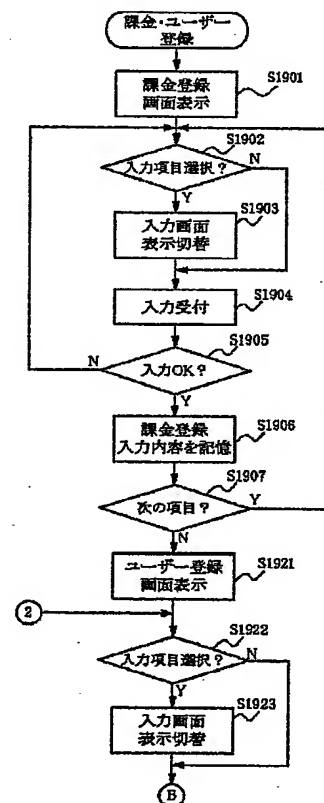 課金・ユーザー
登録
S1901
課金登録
画面表示
S1902
入力項目選択？
N
Y
S1903
入力画面
表示切替
S1904
入力受付
S1905
N
入力OK？
Y
S1906
課金登録
入力内容を記憶
S1907
次の項目？
Y
N
S1921
ユーザー登録
画面表示
2
S1922
入力項目選択？
N
Y
S1923
入力画面
表示切替
B